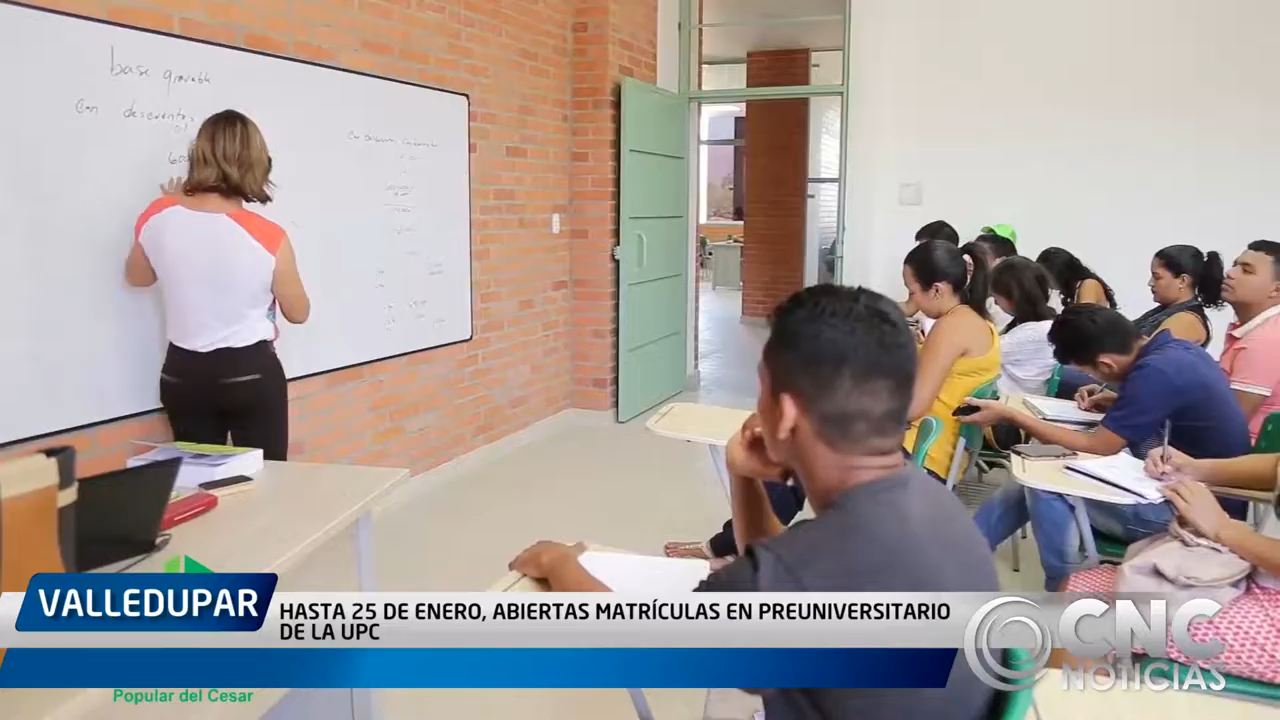 base gravable
Con descuentos
VALLEDUPAR
HASTA 25 DE ENERO, ABIERTAS MATRÍCULAS EN PREUNIVERSITARIO
DE LA UPC
CNC
NOTICIAS
Popular del Cesar